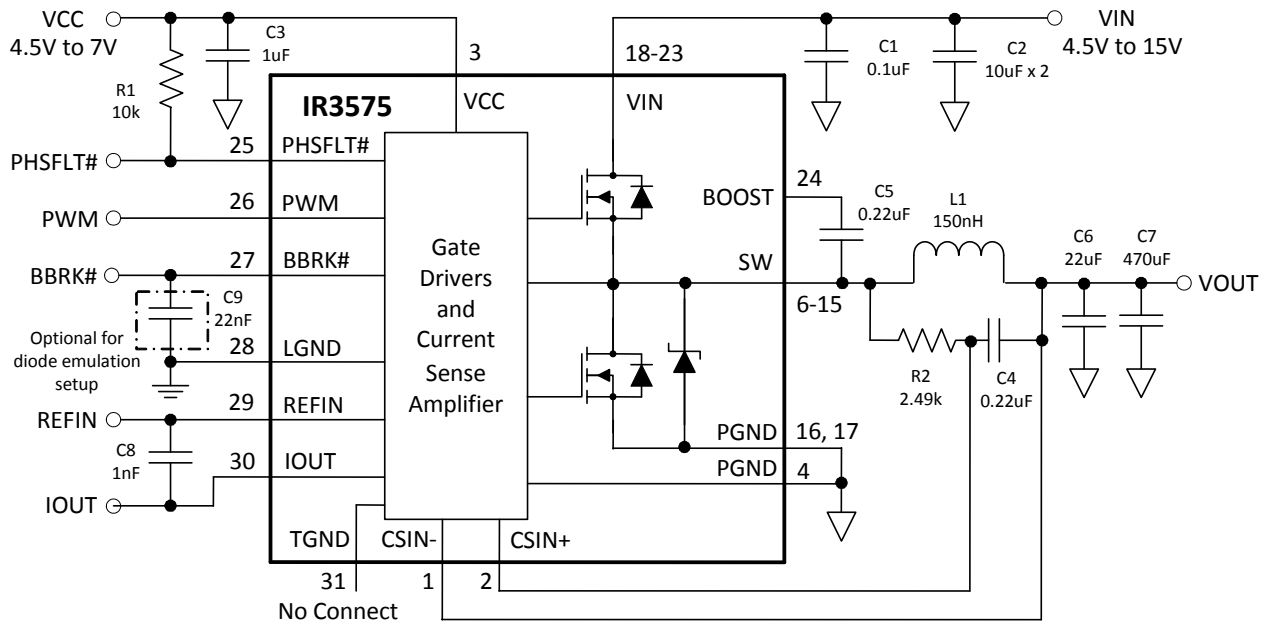 VCC
4.5V to 7V
C3
1uF
3
18-23
C1
0.1uF
C2
10uF x 2
VIN
4.5V to 15V
R1
10k
IR3575
VCC
VIN
PHSFLT#
25
PHSFLT#
PWM
26
PWM
BBRK#
27
BBRK#
C9
22nF
Optional for
diode emulation
setup
28
LGND
REFIN
29
REFIN
C8
1nF
30
IOUT
IOUT
Gate
Drivers
and
Current
Sense
Amplifier
BOOST
24
C5
0.22uF
L1
150nH
C6
22uF
C7
470uF
SW
6-15
VOUT
R2
2.49k
C4
0.22uF
PGND
16, 17
PGND
4
TGND
CSIN-
CSIN+
31
1
2
No Connect